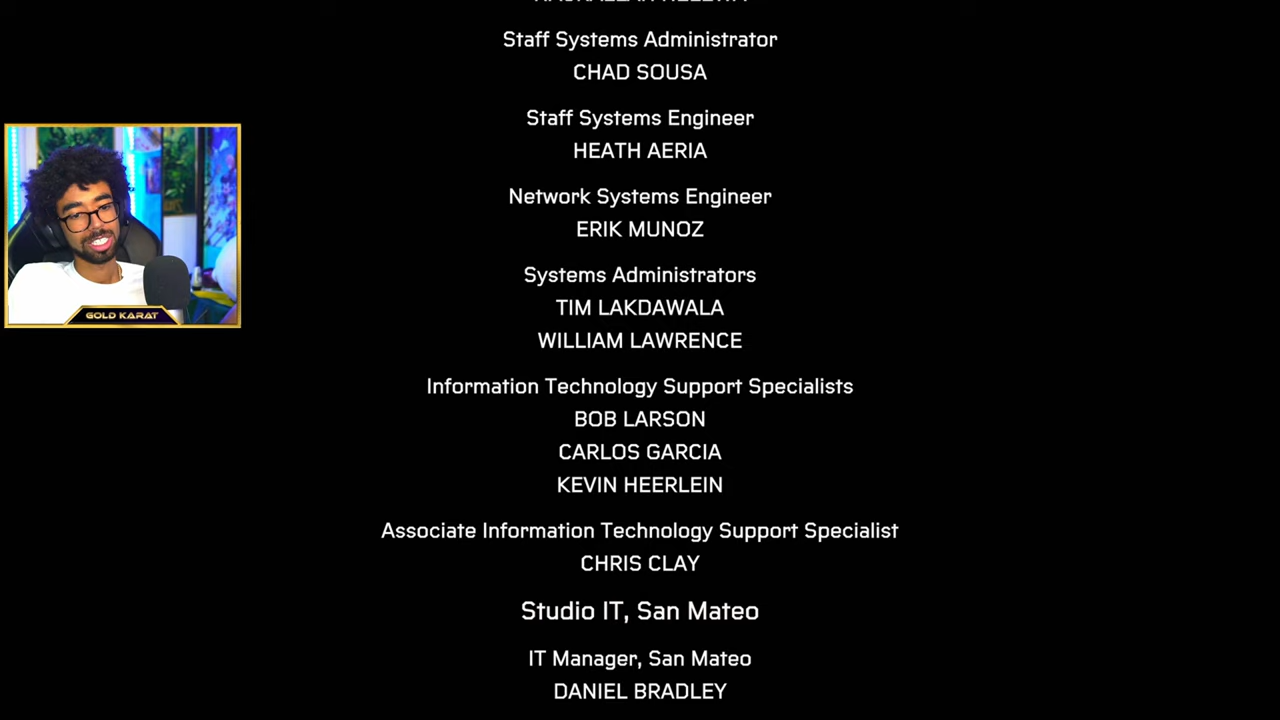 Staff Systems Administrator
CHAD SOUSA
Staff Systems Engineer
HEATH AERIA
Network Systems Engineer
ERIK MUNOZ
Systems Administrators
TIM LAKDAWALA
WILLIAM LAWRENCE
Information Technology Support Specialists
BOB LARSON
CARLOS GARCIA
KEVIN HEERLEIN
Associate Information Technology Support Specialist
CHRIS CLAY
Studio IT, San Mateo
IT Manager, San Mateo
DANIEL BRADLEY
GOLD KARAT